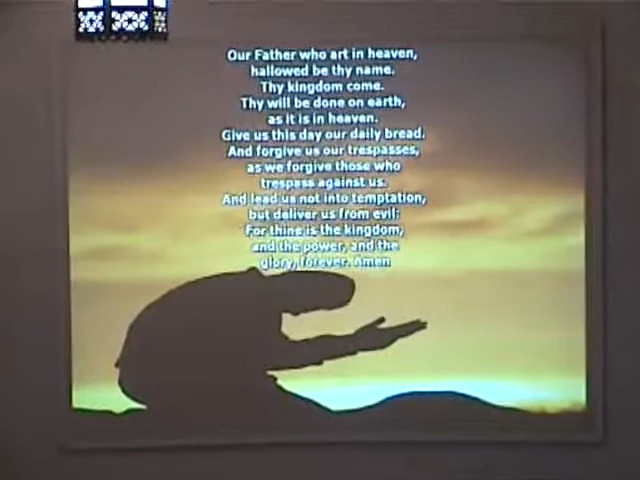 Our Father who art in heaven,
hallowed be thy name.
Thy kingdom come.
Thy will be done on earth,
as it is in heaven.
Give us this day our daily bread.
And forgive us our trespasses,
as we forgive those who
trespass against us.
And lead us not into temptation,
but deliver us from evil:
For thine is the kingdom,
and the power, and the
glory, forever. Amen